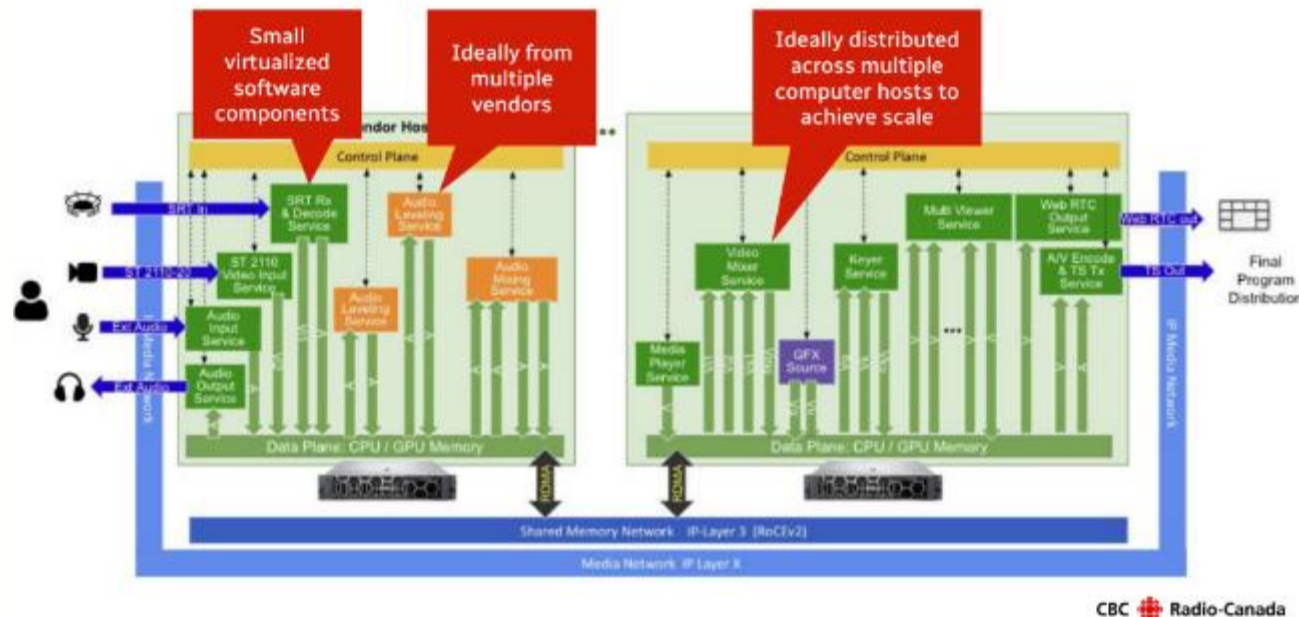 Small
virtualized
software
components
Ideally from
multiple
vendors
Ideally distributed
across multiple
computer hosts to
achieve scale
Control Plane
Control Plane
SRT In
SRT Rx
& Decode
Service
Audio
Leveling
Service
ST 2110-20
ST 2110
Video Input
Service
Audio
Leveling
Service
Audio
Mixing
Service
Ext Audio
Audio
Input
Service
Ext Audio
Audio
Output
Service
Media
Player
Service
Video
Mixer
Service
GFX
Source
Keyer
Service
Multi Viewer
Service
Web RTC
Output
Service
A/V Encode
& TS Tx
Service
Web RTC out
TS Out
Final
Program
Distribution
IP Media Network
Data Plane: CPU / GPU Memory
Data Plane: CPU / GPU Memory
RDMA
RDMA
Shared Memory Network IP-Layer 3 (RoCEv2)
Media Network IP Layer X
CBC Radio-Canada